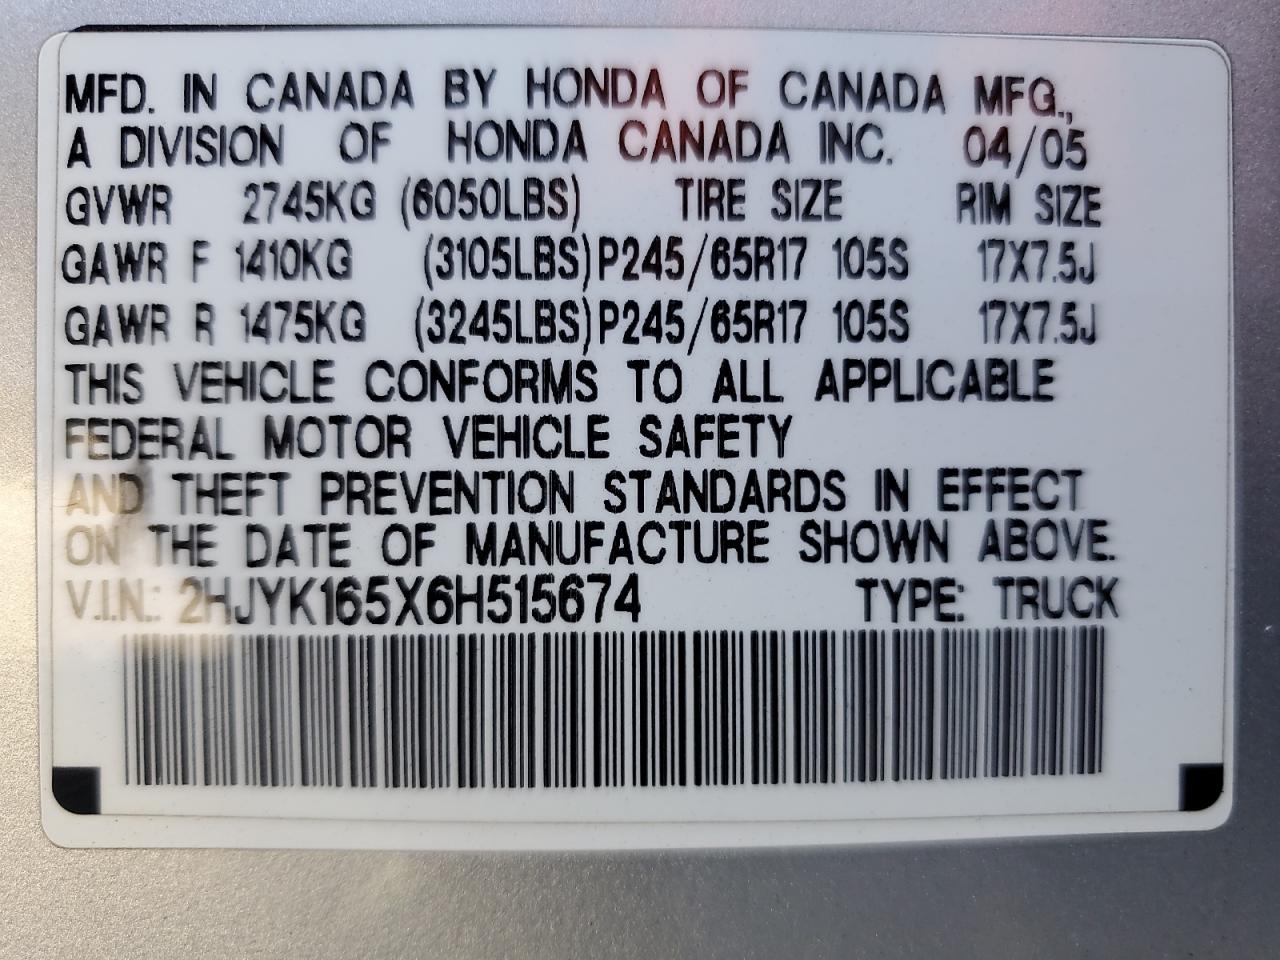 MFD. IN CANADA BY HONDA OF CANADA MFG.,
A DIVISION OF HONDA CANADA INC. 04/05
GVWR 2745KG (6050LBS) TIRE SIZE RIM SIZE
GAWR F 1410KG (3105LBS) P245/65R17 105S 17X7.5J
GAWR R 1475KG (3245LBS) P245/65R17 105S 17X7.5J
THIS VEHICLE CONFORMS TO ALL APPLICABLE
FEDERAL MOTOR VEHICLE SAFETY
AND THEFT PREVENTION STANDARDS IN EFFECT
ON THE DATE OF MANUFACTURE SHOWN ABOVE.
V.I.N.: 2HJYK165X6H515674 TYPE: TRUCK